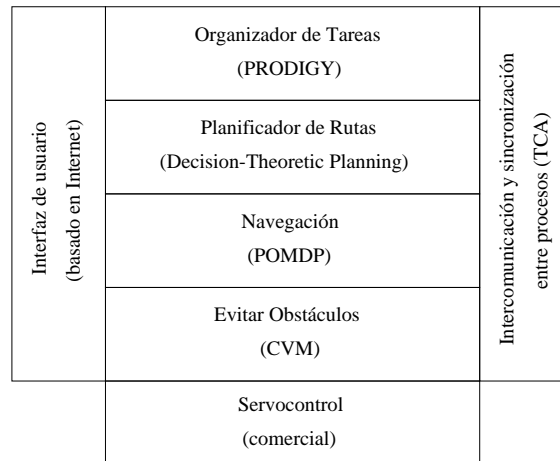 Interfaz de usuario
(basado en Internet)
Organizador de Tareas
(PRODIGY)
Planificador de Rutas
(Decision-Theoretic Planning)
Navegación
(POMDP)
Evitar Obstáculos
(CVM)
Servocontrol
(comercial)
Intercomunicación y sincronización
entre procesos (TCA)